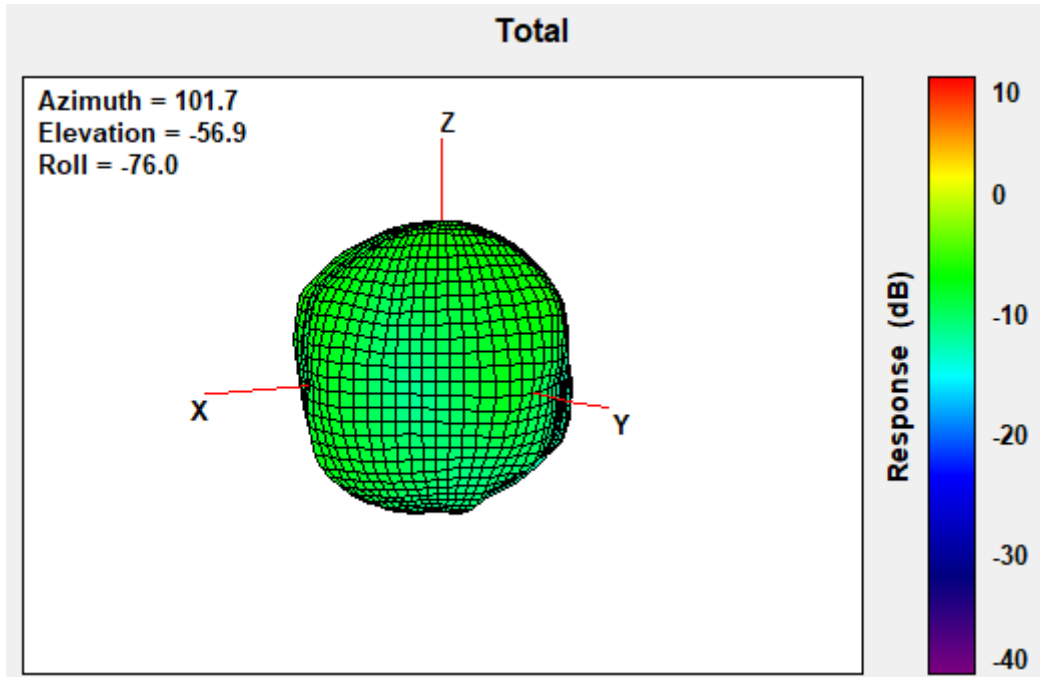 Total
Azimuth = 101.7
Elevation = -56.9
Roll = -76.0
Z
X
Y
10
0
-10
-20
-30
-40
Response (dB)